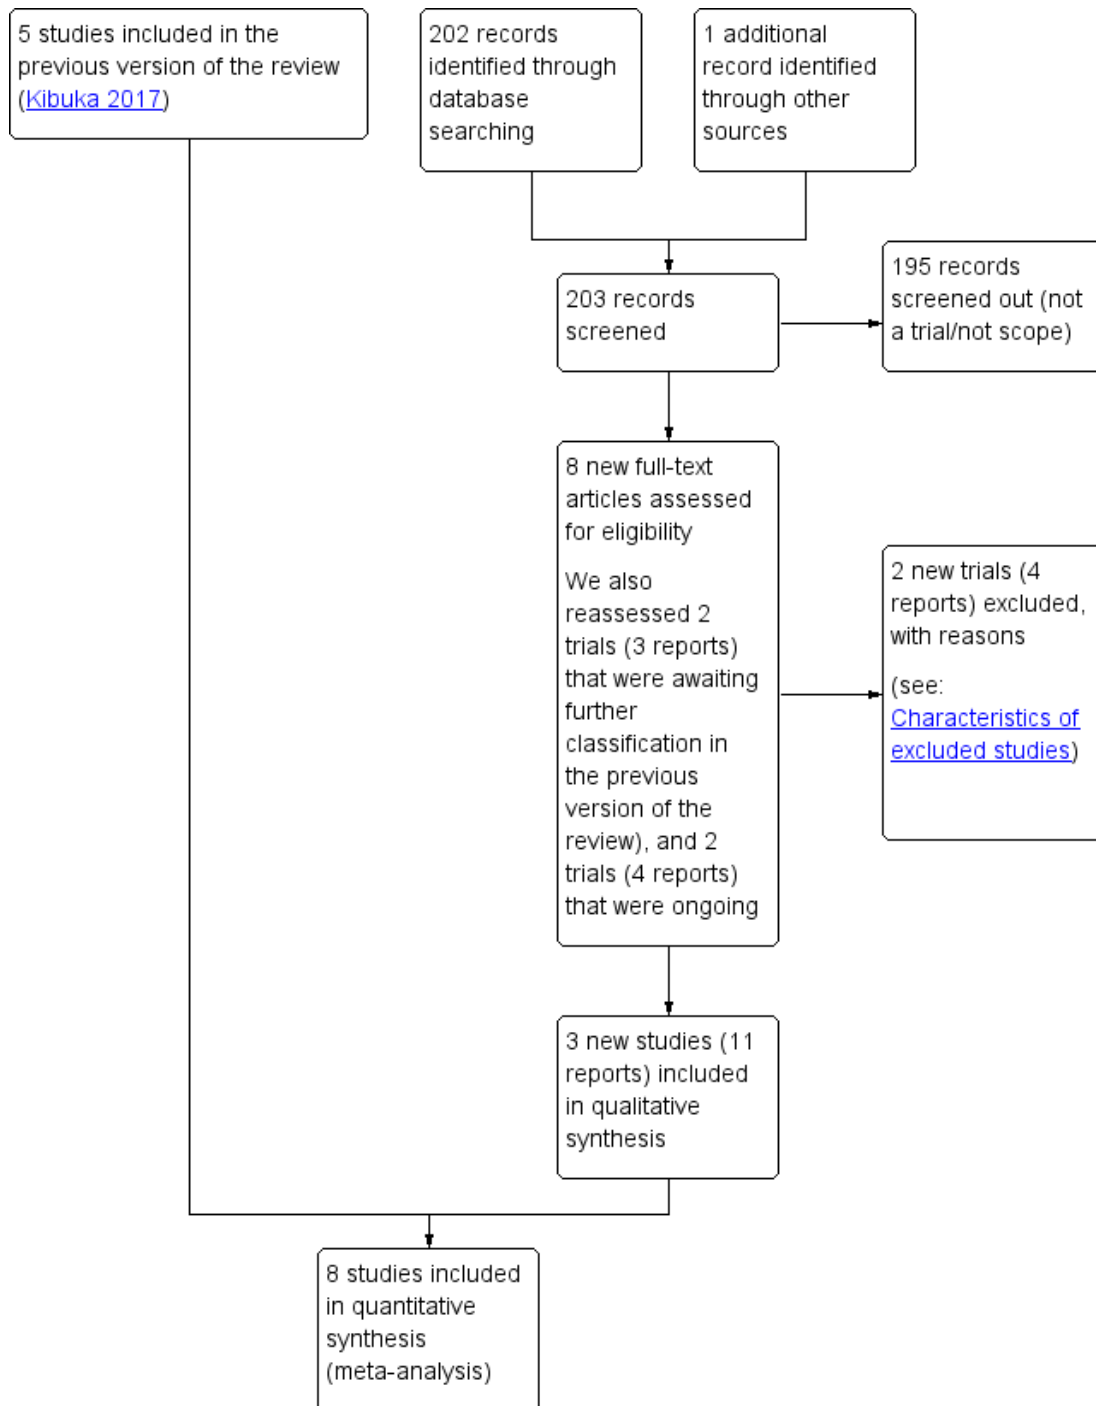 5 studies included in the
previous version of the review
(Kibuka 2017)
202 records
identified through
database
searching
1 additional
record identified
through other
sources
203 records
screened
195 records
screened out (not
a trial/not scope)
8 new full-text
articles assessed
for eligibility
We also
reassessed 2
trials (3 reports)
that were awaiting
further
classification in
the previous
version of the
review), and 2
trials (4 reports)
that were ongoing
2 new trials (4
reports) excluded,
with reasons
(see:
Characteristics of
excluded studies)
3 new studies (11
reports) included
in qualitative
synthesis
8 studies included
in quantitative
synthesis
(meta-analysis)